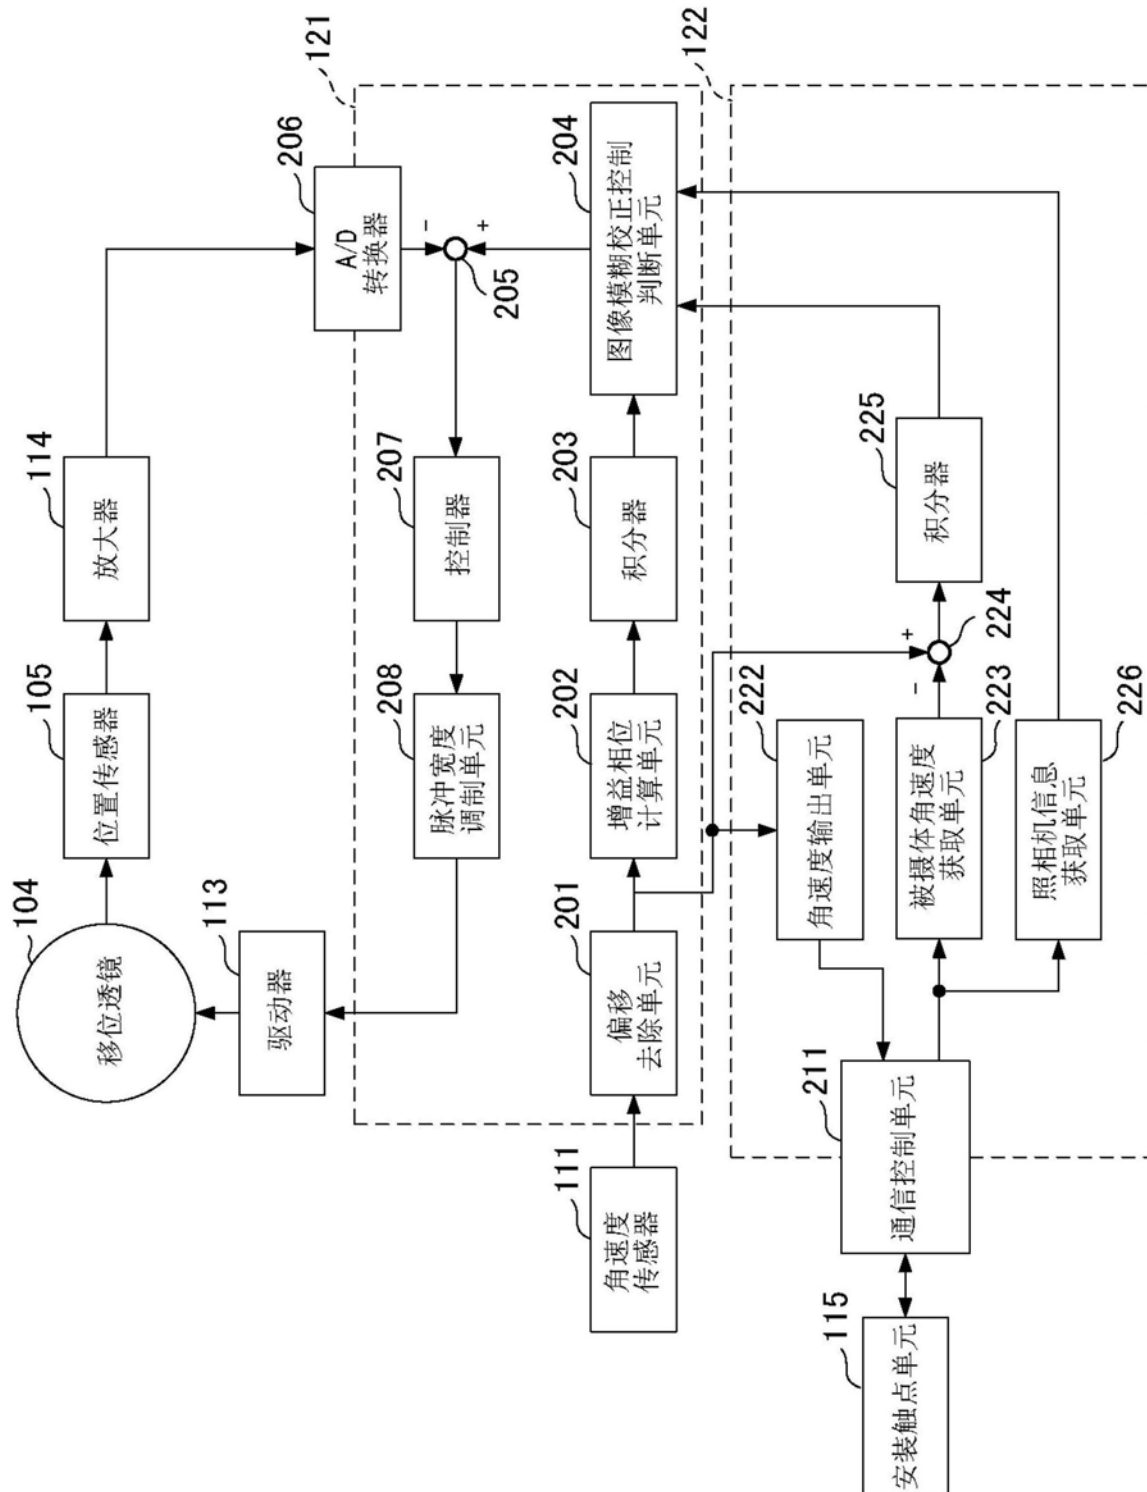 104
移位透镜
105
位置传感器
114
放大器
113
驱动器
208
脉冲宽度
调制单元
207
控制器
206
A/D
转换器
121
-
+
205
111
角速度
传感器
201
偏移
去除单元
202
增益相位
计算单元
203
积分器
204
图像模糊校正控制
判断单元
122
115
安装触点单元
211
通信控制单元
222
角速度输出单元
223
被摄体角速度
获取单元
+
-
224
225
积分器
226
照相机信息
获取单元